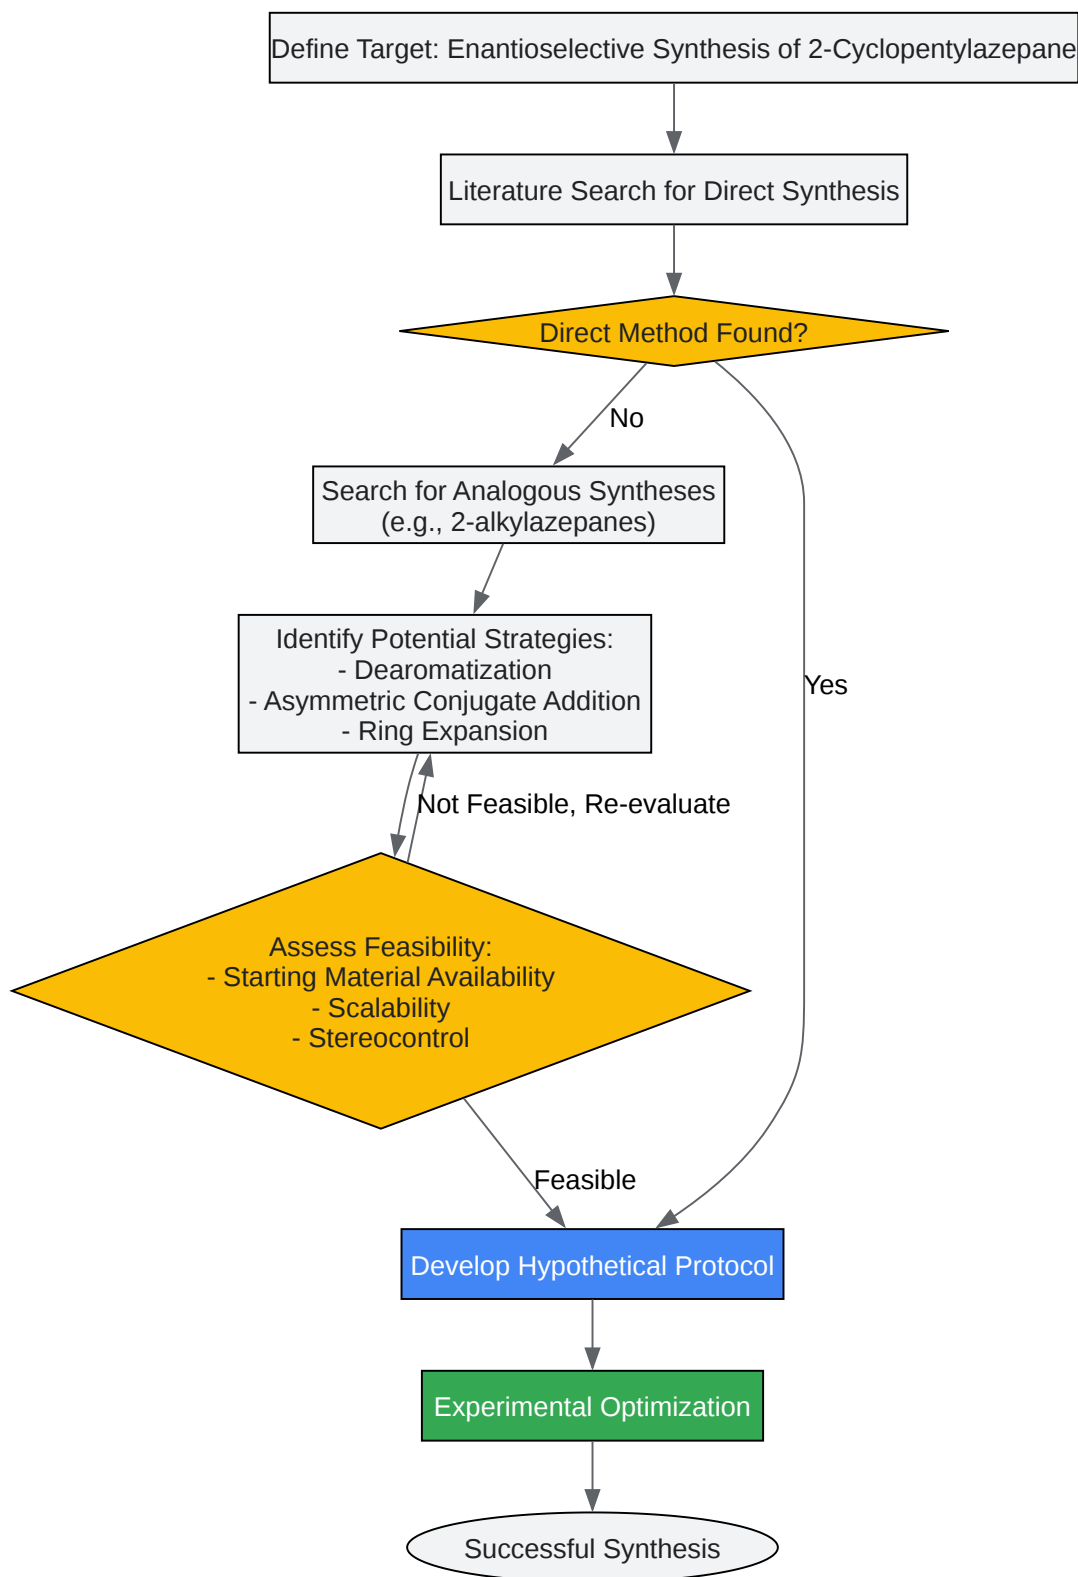 Define Target: Enantioselective Synthesis of 2-Cyclopentylazepane
Literature Search for Direct Synthesis
Direct Method Found?
No
Search for Analogous Syntheses
(e.g., 2-alkylazepanes)
Identify Potential Strategies:
- Dearomatization
- Asymmetric Conjugate Addition
- Ring Expansion
Yes
Not Feasible, Re-evaluate
Assess Feasibility:
- Starting Material Availability
- Scalability
- Stereocontrol
Feasible
Develop Hypothetical Protocol
Experimental Optimization
Successful Synthesis